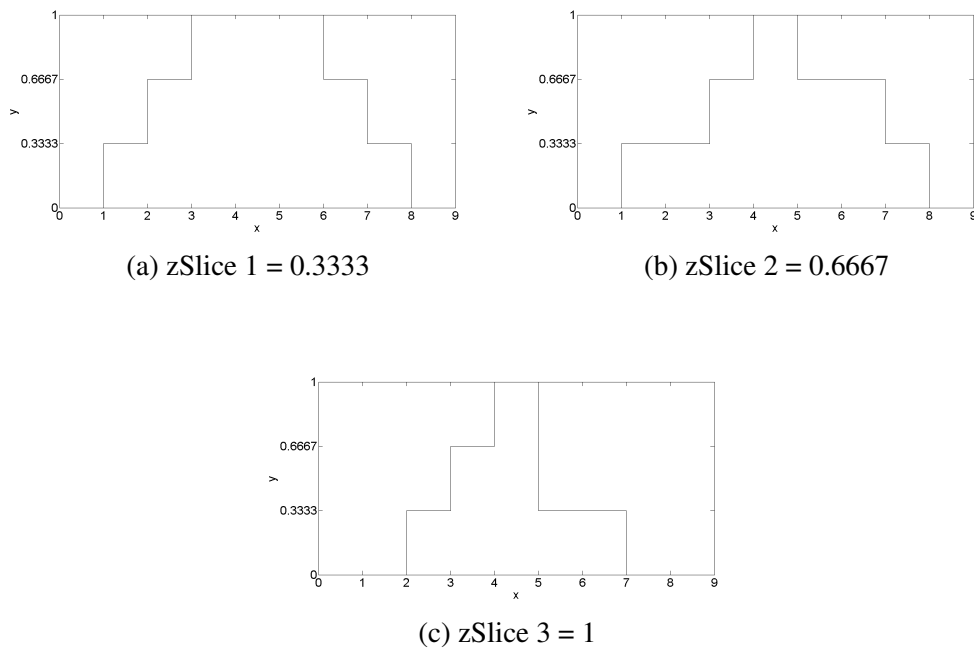 1
0.6667
y
0.3333
0
0 1 2 3 4 5 6 7 8 9
x
(a) zSlice 1 = 0.3333
1
0.6667
y
0.3333
0
0 1 2 3 4 5 6 7 8 9
x
(b) zSlice 2 = 0.6667
1
0.6667
y
0.3333
0
0 1 2 3 4 5 6 7 8 9
x
(c) zSlice 3 = 1